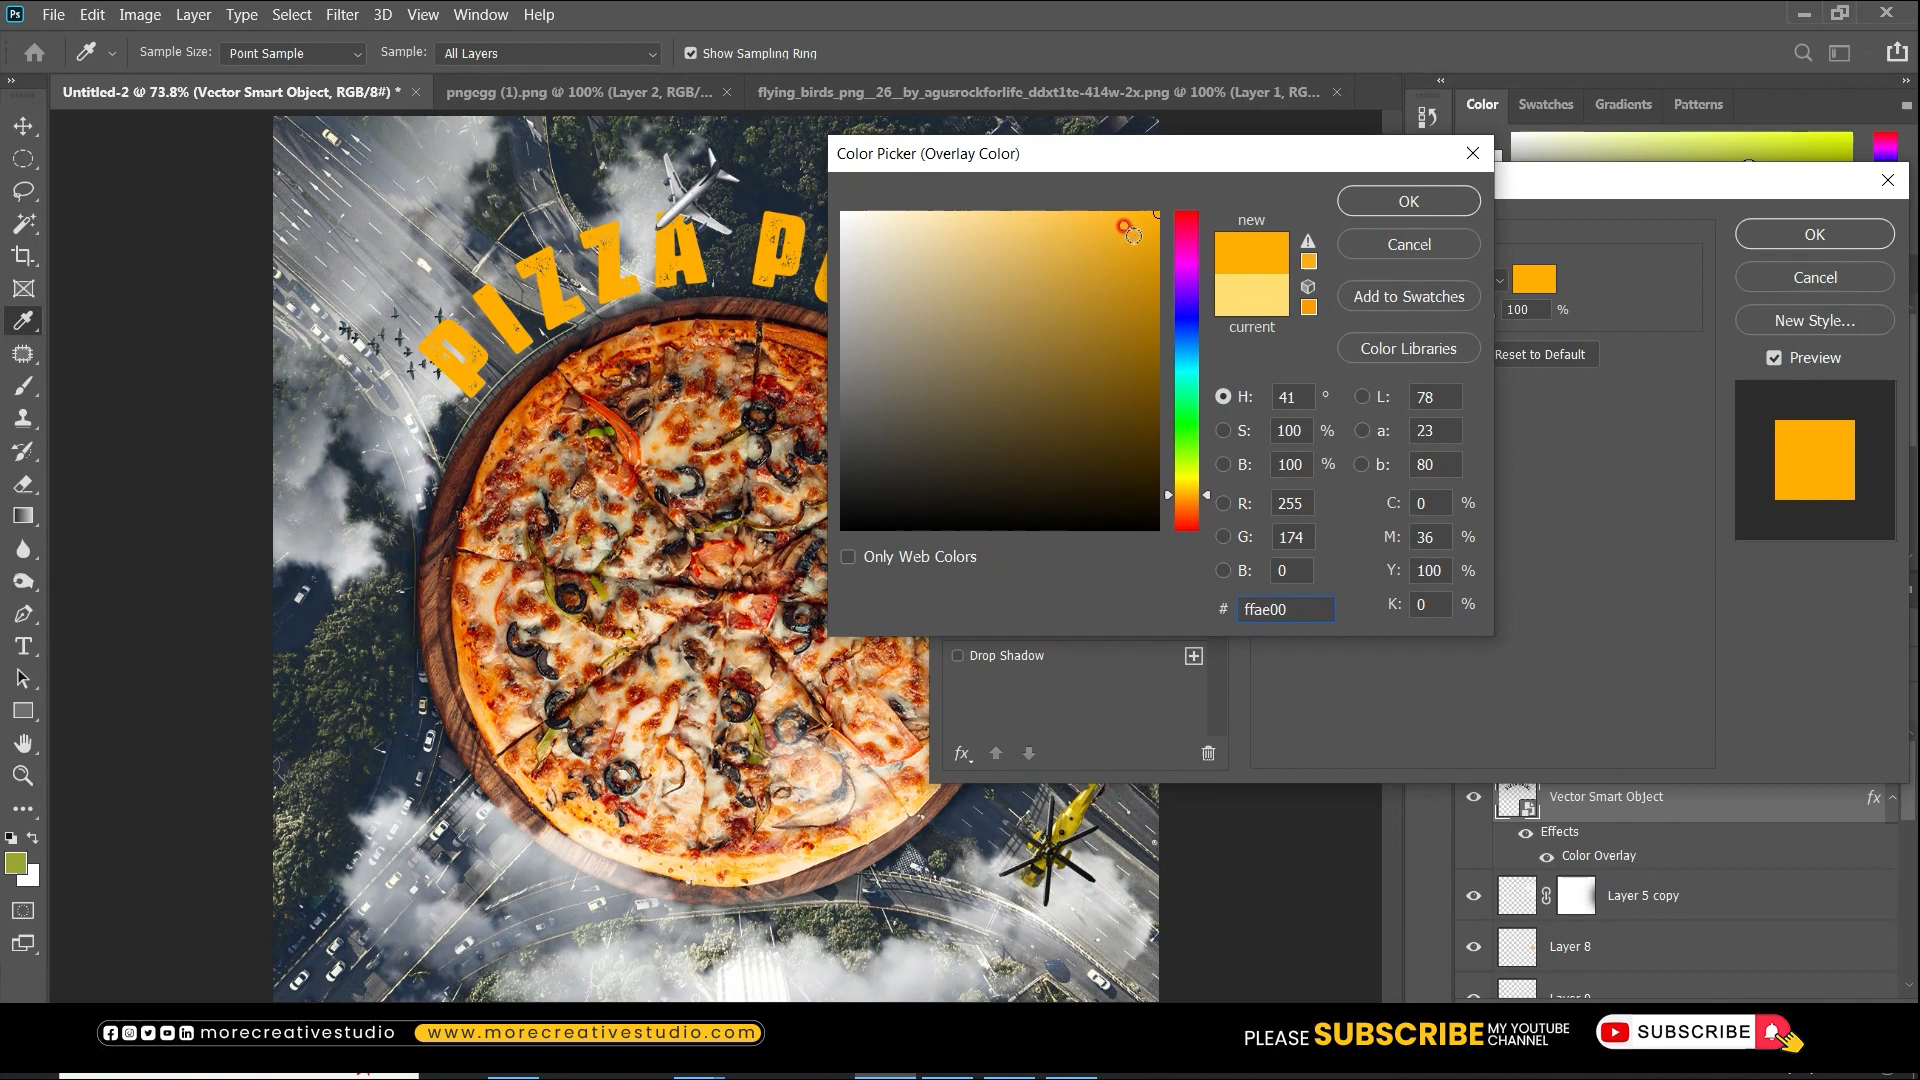 Ps File Edit Image Layer Type Select Filter 3D View Window Help
Sample Size: Point Sample Sample: All Layers Show Sampling Ring
Untitled-2 @ 73.8% (Vector Smart Object, RGB/8#) * × pngegg (1).png @ 100% (Layer 2, RGB/... × flying_birds_png__26__by_agusrockforlife_ddxt1te-414w-2x.png @ 100% (Layer 1, RG... ×
Color Swatches Gradients Patterns
PIZZA P
Color Picker (Overlay Color)
new
current
OK
Cancel
Add to Swatches
Color Libraries
H: 41 °
S: 100 %
B: 100 %
R: 255
G: 174
B: 0
# ffae00
L: 78
a: 23
b: 80
C: 0 %
M: 36 %
Y: 100 %
K: 0 %
Only Web Colors
100 %
Reset to Default
OK
Cancel
New Style...
Preview
Drop Shadow
fx
Vector Smart Object fx
Effects
Color Overlay
Layer 5 copy
Layer 8
morecreativestudio www.morecreativestudio.com
PLEASE SUBSCRIBE MY YOUTUBE CHANNEL
SUBSCRIBE